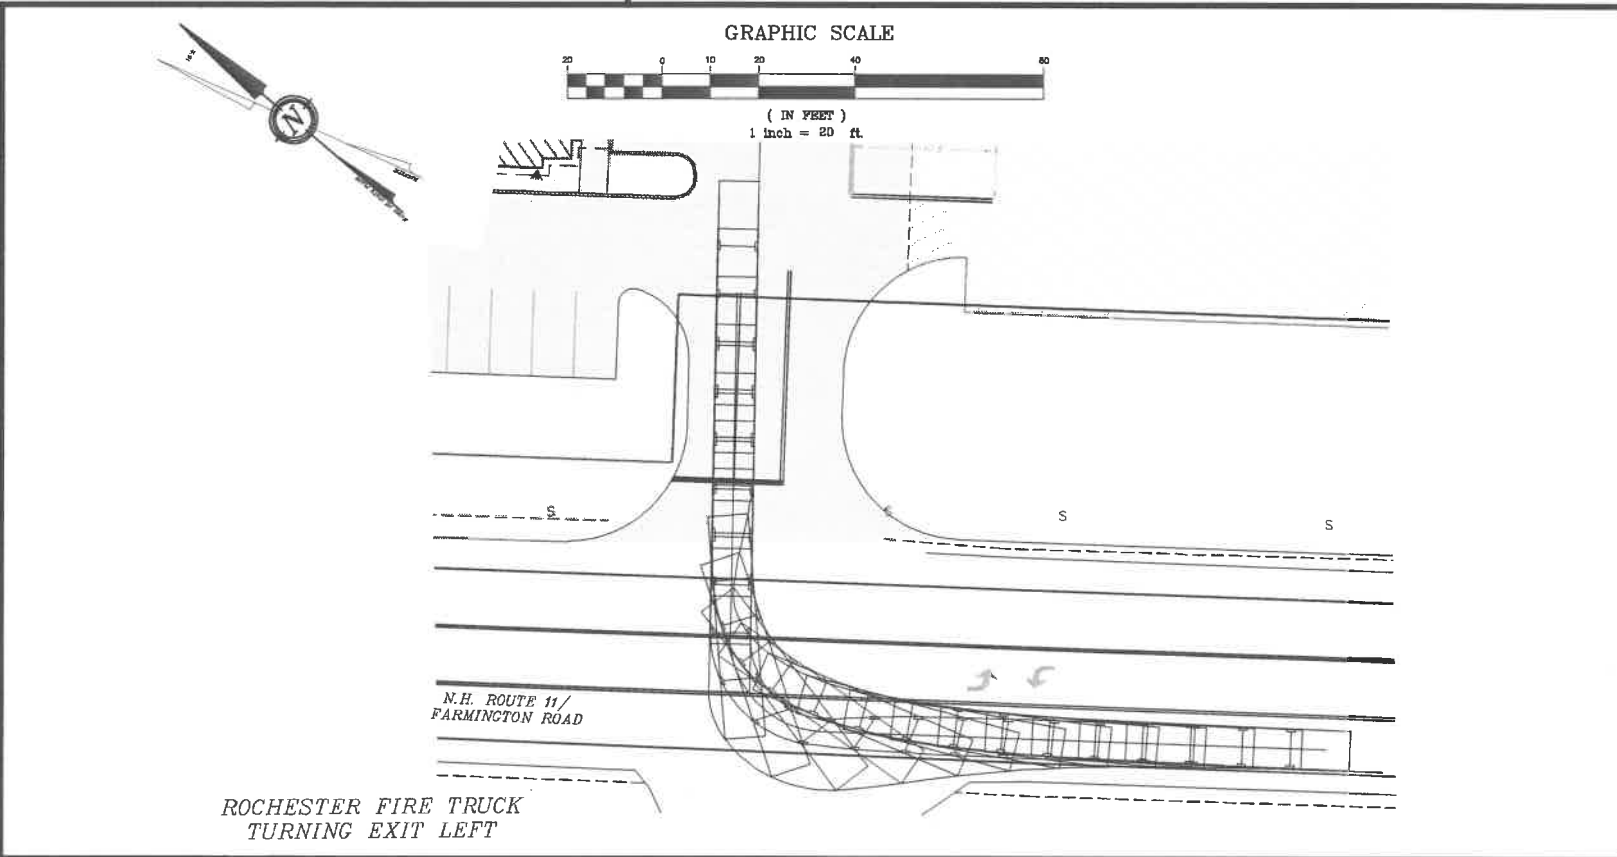 GRAPHIC SCALE
20 0 10 20 40 80
( IN FEET )
1 inch = 20 ft.
N
S
S
S
N.H. ROUTE 11/
FARMINGTON ROAD
ROCHESTER FIRE TRUCK
TURNING EXIT LEFT